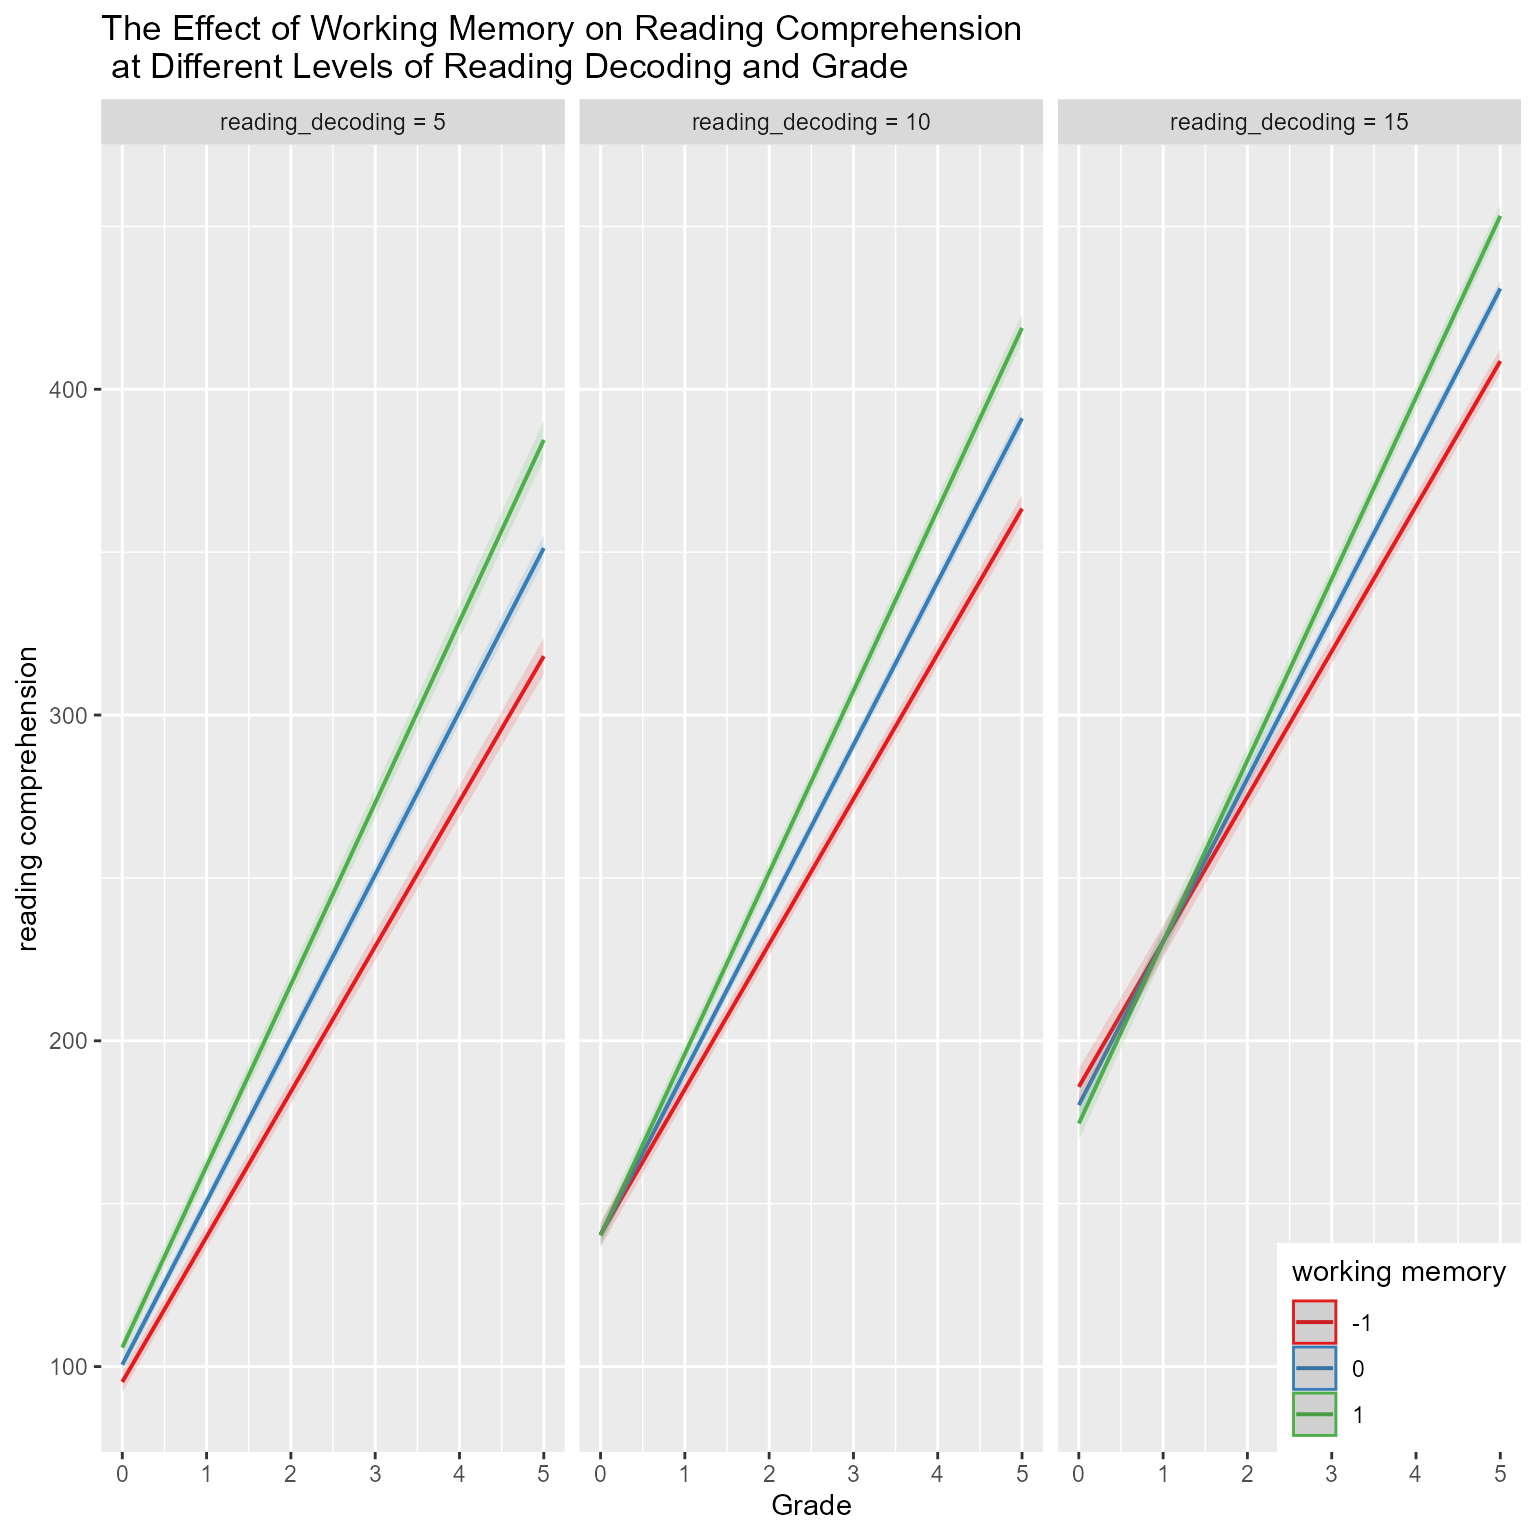 The Effect of Working Memory on Reading Comprehension
at Different Levels of Reading Decoding and Grade
reading_decoding = 5
reading_decoding = 10
reading_decoding = 15
reading comprehension
400
300
200
100
working memory
-1
0
1
0 1 2 3 4 5
0 1 2 3 4 5
0 1 2 3 4 5
Grade